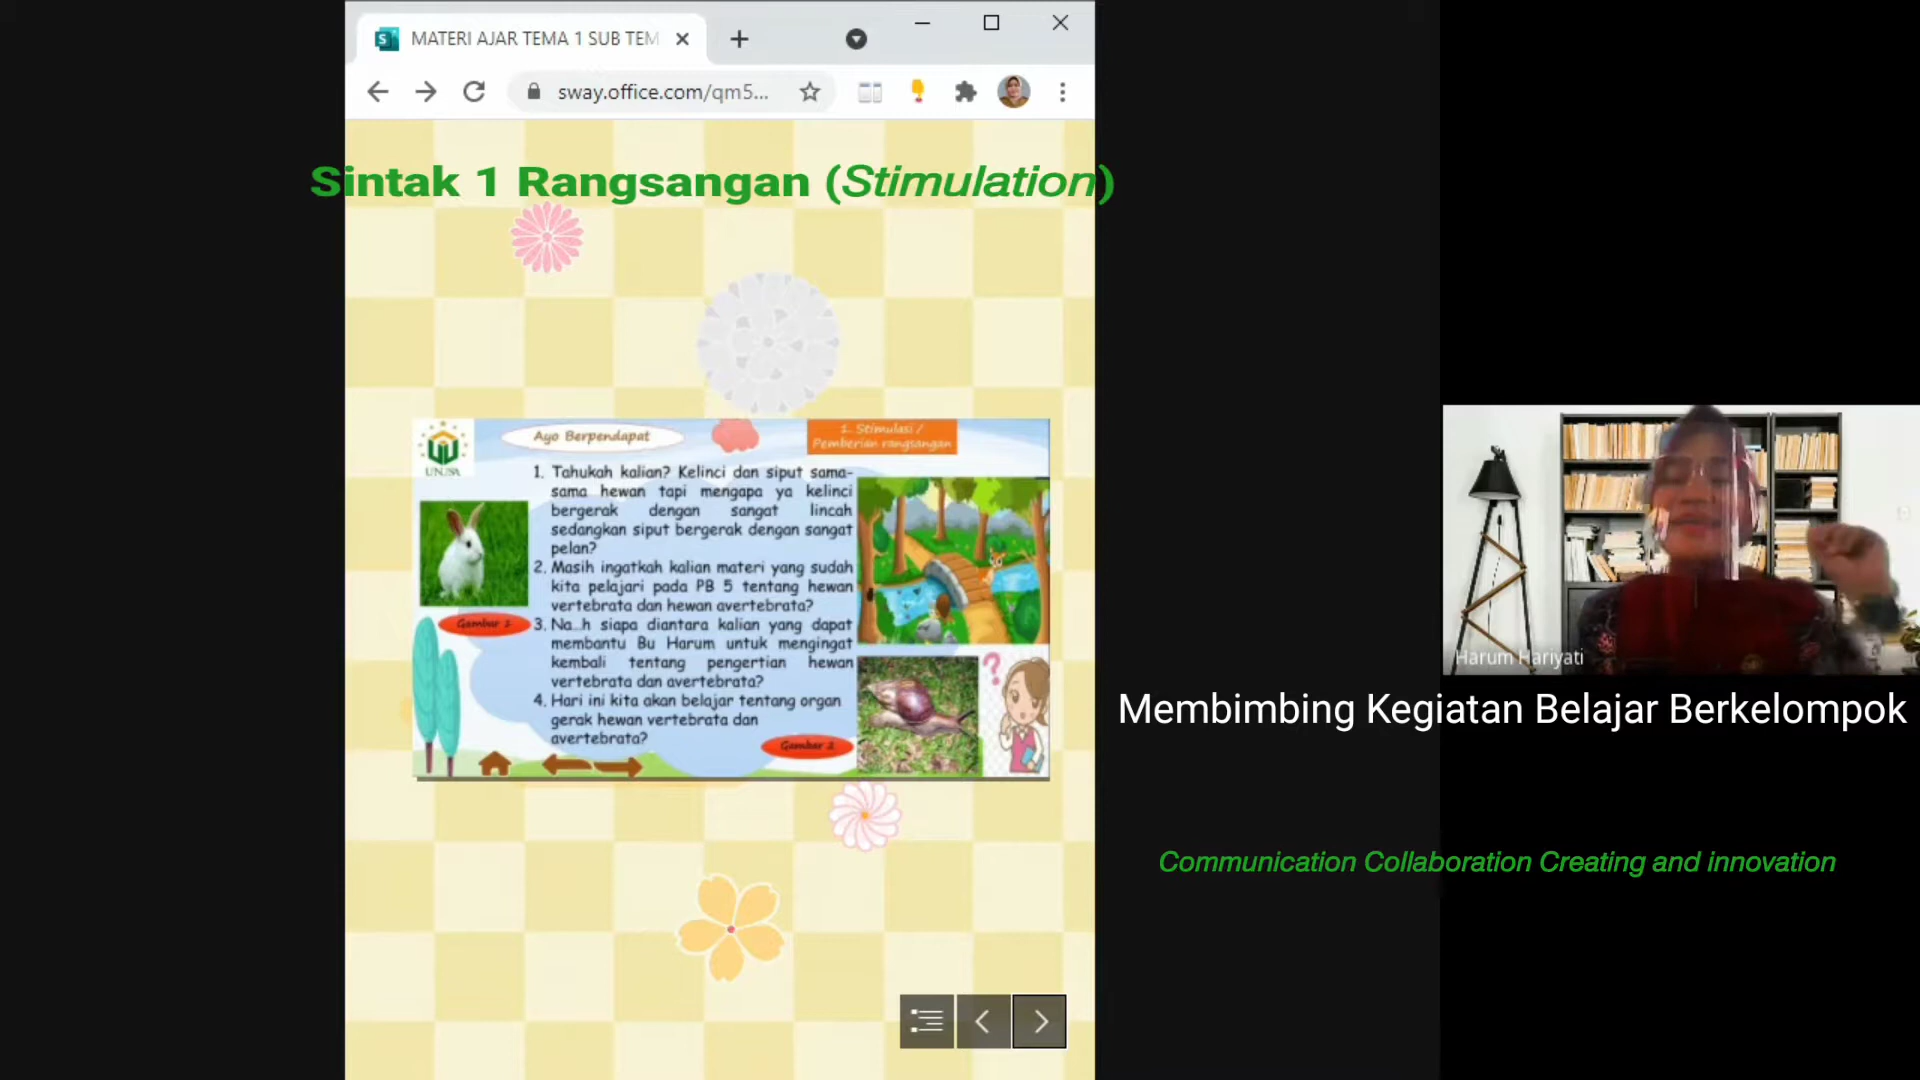 MATERI AJAR TEMA 1 SUB TEM
sway.office.com/qm5...
Sintak 1 Rangsangan (Stimulation)
Ayo Berpendapat
1. Stimulasi /
Pemberian rangsangan
1. Tahukah kalian? Kelinci dan siput sama-
sama hewan tapi mengapa ya kelinci
bergerak dengan sangat lincah
sedangkan siput bergerak dengan sangat
pelan?
2. Masih ingatkah kalian materi yang sudah
kita pelajari pada PB 5 tentang hewan
vertebrata dan hewan avertebrata?
3. Na...h siapa diantara kalian yang dapat
membantu Bu Harum untuk mengingat
kembali tentang pengertian hewan
vertebrata dan avertebrata?
4. Hari ini kita akan belajar tentang organ
gerak hewan vertebrata dan
avertebrata?
Gambar 1
Gambar 2
Harum Hariyati
Membimbing Kegiatan Belajar Berkelompok
Communication Collaboration Creating and innovation